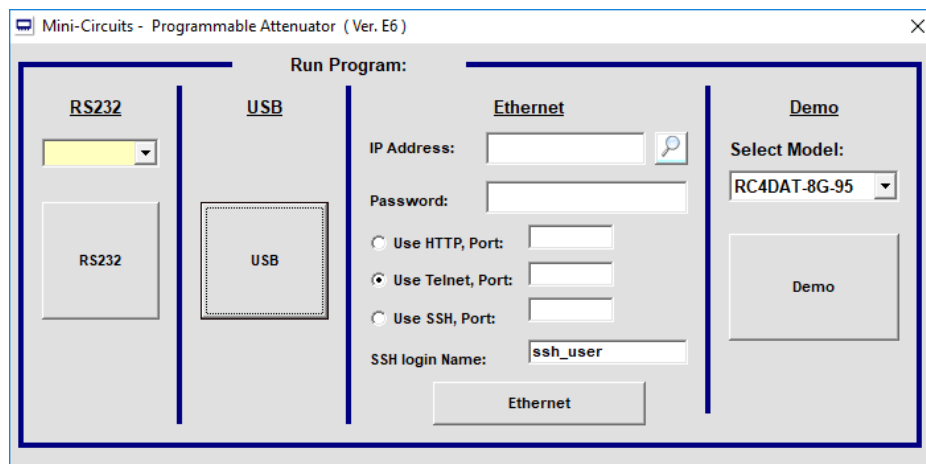 Mini-Circuits - Programmable Attenuator ( Ver. E6 )
Run Program:
RS232
RS232
USB
USB
Ethernet
IP Address:
Password:
Use HTTP, Port:
Use Telnet, Port:
Use SSH, Port:
SSH login Name: ssh_user
Ethernet
Demo
Select Model:
RC4DAT-8G-95
Demo